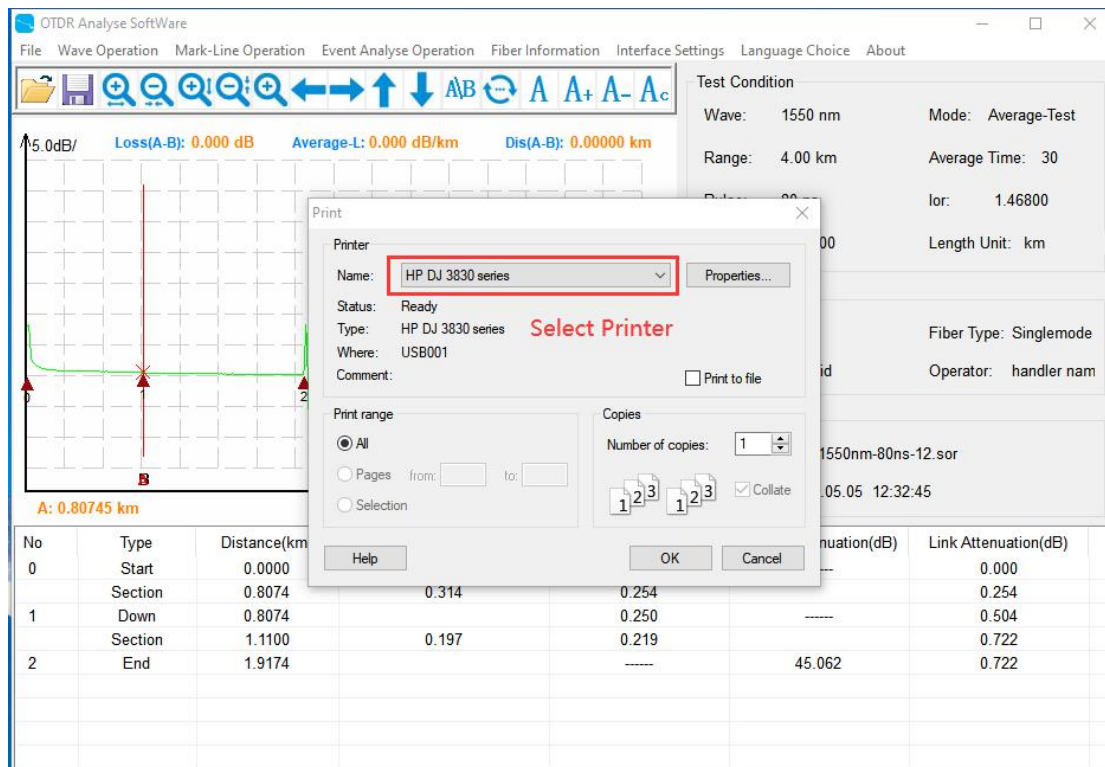 OTDR Analyse SoftWare
File Wave Operation Mark-Line Operation Event Analyse Operation Fiber Information Interface Settings Language Choice About
A\B A A+ A- Ac
5.0dB/ Loss(A-B): 0.000 dB Average-L: 0.000 dB/km Dis(A-B): 0.00000 km
Test Condition
Wave: 1550 nm Mode: Average-Test
Range: 4.00 km Average Time: 30
Ior: 1.46800
00 Length Unit: km
Fiber Type: Singlemode
id Operator: handler nam
1550nm-80ns-12.sor
.05.05 12:32:45
Print
Printer
Name: HP DJ 3830 series Properties...
Status: Ready
Type: HP DJ 3830 series
Select Printer
Where: USB001
Comment:
Print to file
Print range
All
Pages from: to:
Selection
Copies
Number of copies: 1
1 2 3 1 2 3
Collate
Help OK Cancel
0 1 2
A: 0.80745 km
No Type Distance(km nuation(dB) Link Attenuation(dB)
0 Start 0.0000 ---- 0.000
Section 0.8074 0.314 0.254 0.254
1 Down 0.8074 0.250 ------ 0.504
Section 1.1100 0.197 0.219 0.722
2 End 1.9174 ------ 45.062 0.722